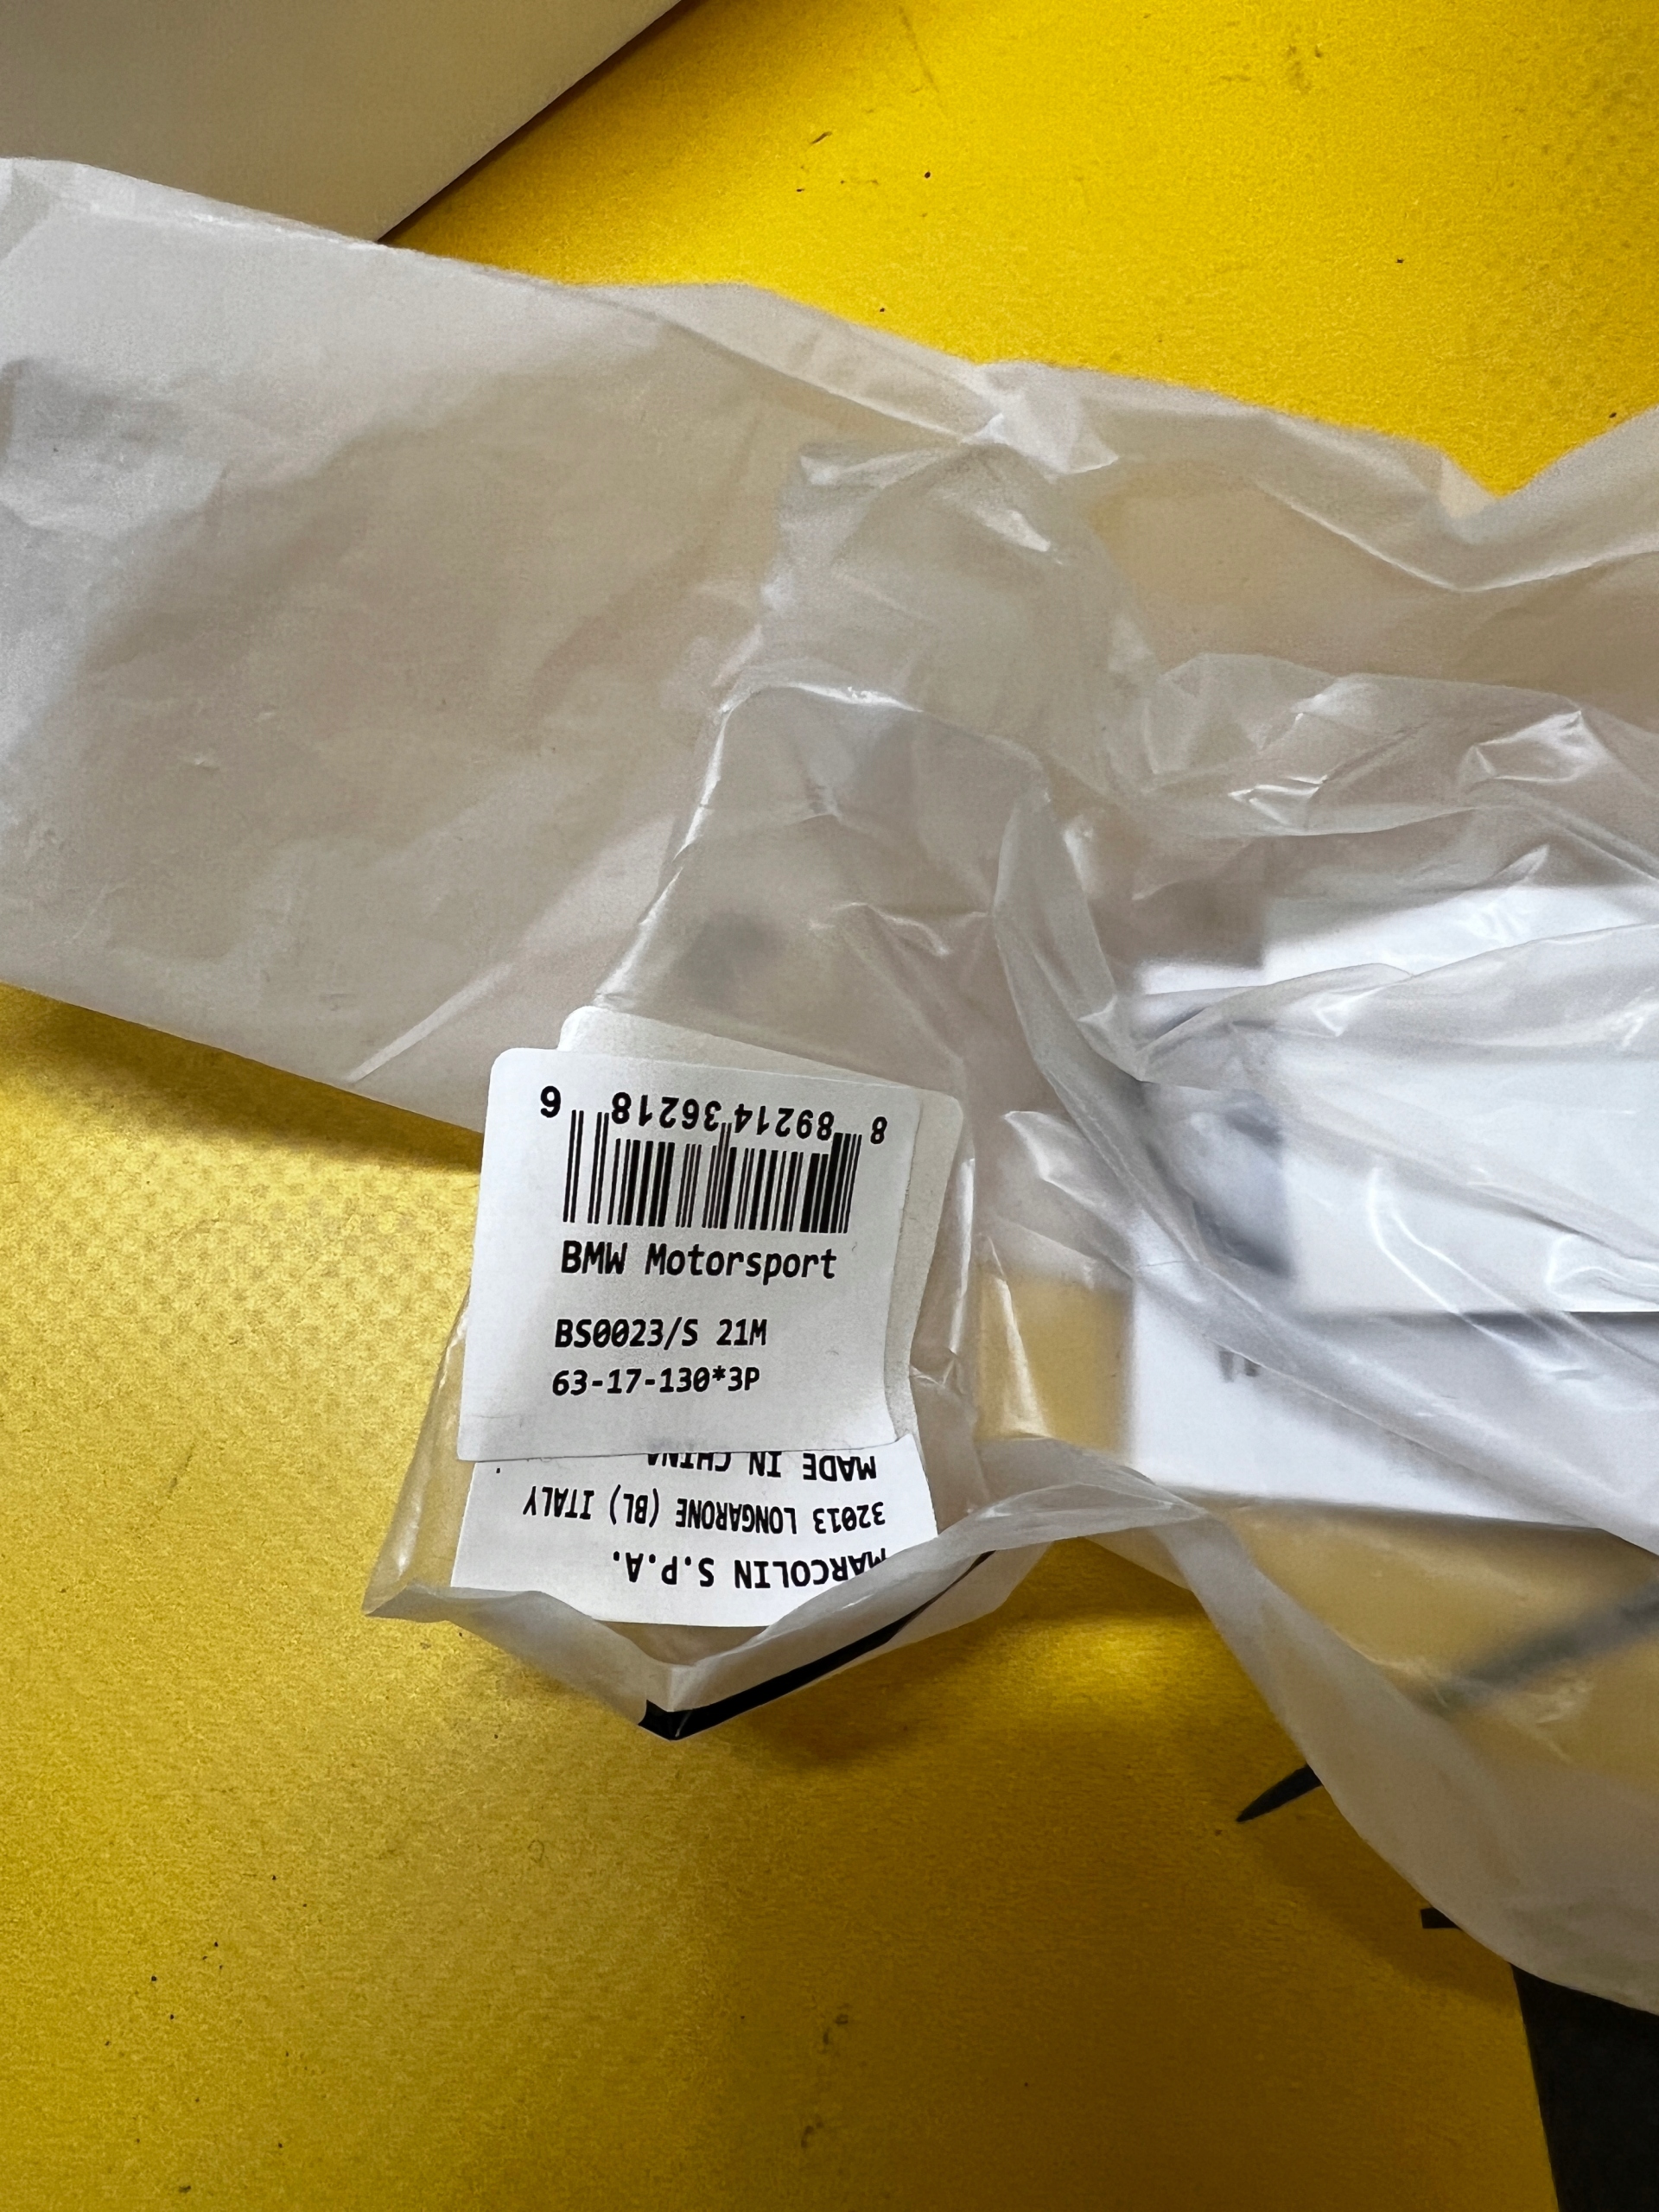 8 89214 36218 6
BMW Motorsport
BS0023/S 21M
63-17-130*3P
MARCOLIN S.P.A.
32013 LONGARONE (BL) ITALY
MADE IN CHINA